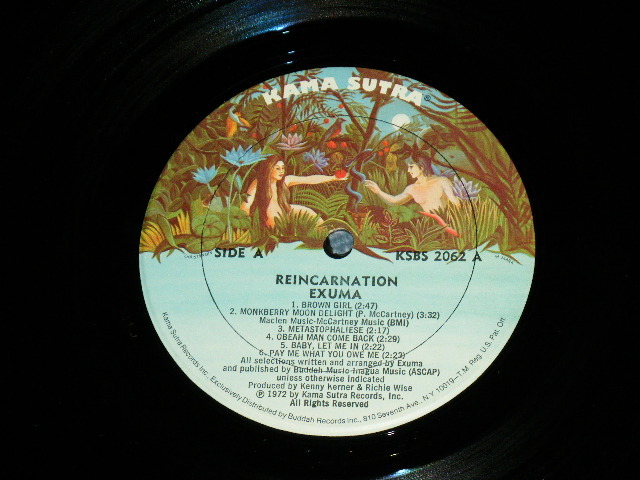 KAMA SUTRA®
SIDE A
KSBS 2062 A
REINCARNATION
EXUMA
1. BROWN GIRL (2:47)
2. MONKBERRY MOON DELIGHT (P. McCartney) (3:32)
Maclen Music-McCartney Music (BMI)
3. METASTOPHALIESE (2:17)
4. OBEAH MAN COME BACK (2:29)
5. BABY, LET ME IN (2:22)
6. PAY ME WHAT YOU OWE ME (2:23)
All selections written and arranged by Exuma
and published by Buddah Music-Inagua Music (ASCAP)
unless otherwise indicated
Produced by Kenny Kerner & Richie Wise
Ⓟ 1972 by Kama Sutra Records, Inc.
All Rights Reserved
Kama Sutra Records Inc. Exclusively Distributed by Buddah Records Inc., 810 Seventh Ave., N.Y. 10019—T.M. Reg. U.S. Pat. Off.